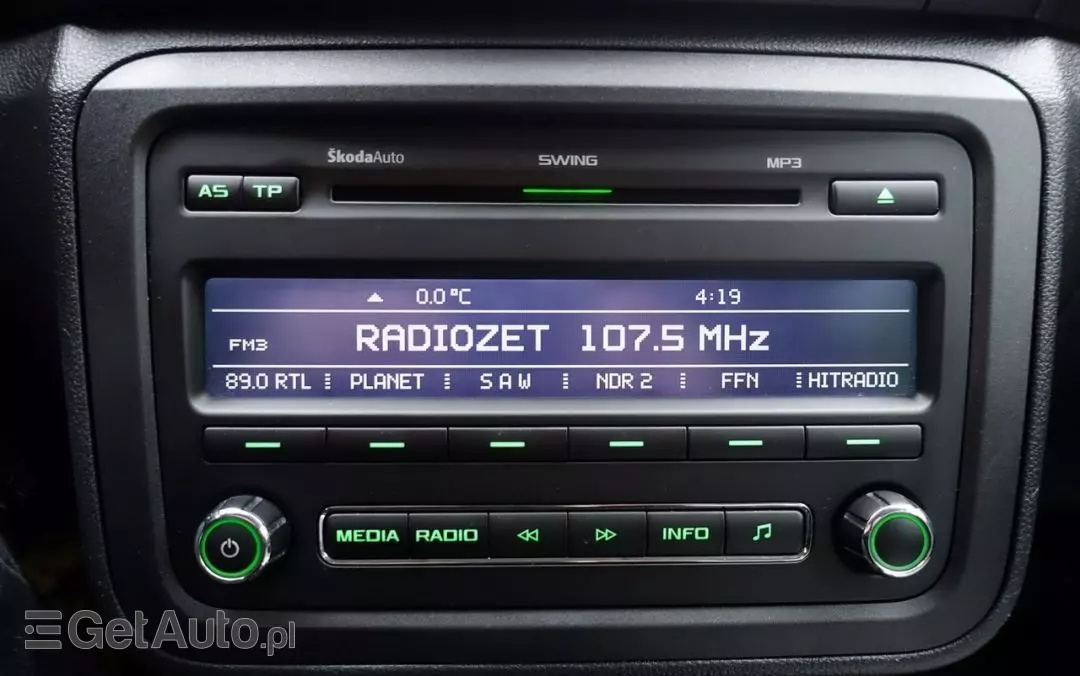 ŠkodaAuto SWING MP3
AS TP
0.0 °C 4:19
FM3 RADIOZET 107.5 MHz
89.0 RTL PLANET S A W NDR 2 FFN HITRADIO
MEDIA RADIO INFO
GetAuto.pl